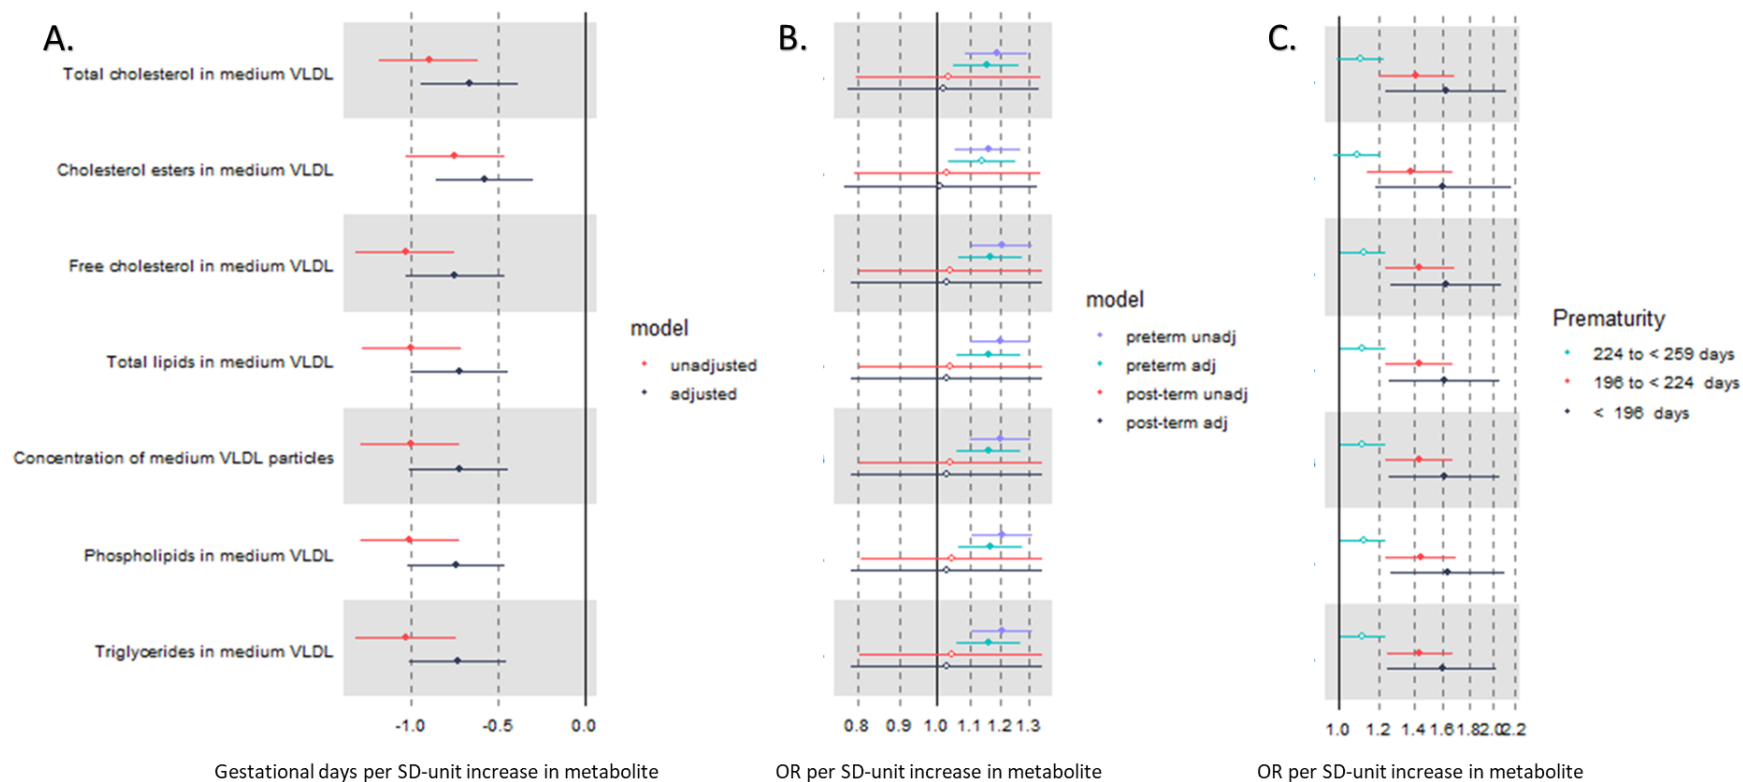 A.
B.
C.
Total cholesterol in medium VLDL
Cholesterol esters in medium VLDL
Free cholesterol in medium VLDL
Total lipids in medium VLDL
Concentration of medium VLDL particles
Phospholipids in medium VLDL
Triglycerides in medium VLDL
-1.0 -0.5 0.0
Gestational days per SD-unit increase in metabolite
model
unadjusted
adjusted
0.8 0.9 1.0 1.1 1.2 1.3
OR per SD-unit increase in metabolite
model
preterm unadj
preterm adj
post-term unadj
post-term adj
1.0 1.2 1.4 1.6 1.8 2.0 2.2
OR per SD-unit increase in metabolite
Prematurity
224 to < 259 days
196 to < 224 days
< 196 days